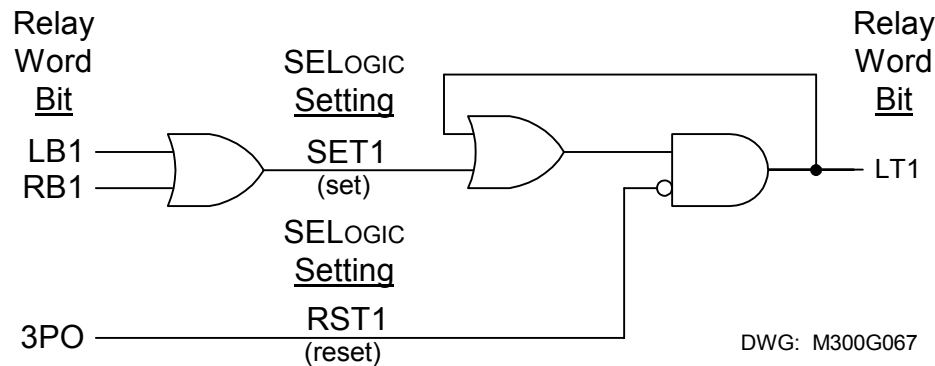 Relay
Word
Bit
SELOGIC
Setting
Relay
Word
Bit
LB1
RB1
SET1
(set)
LT1
SELOGIC
Setting
3PO
RST1
(reset)
DWG: M300G067